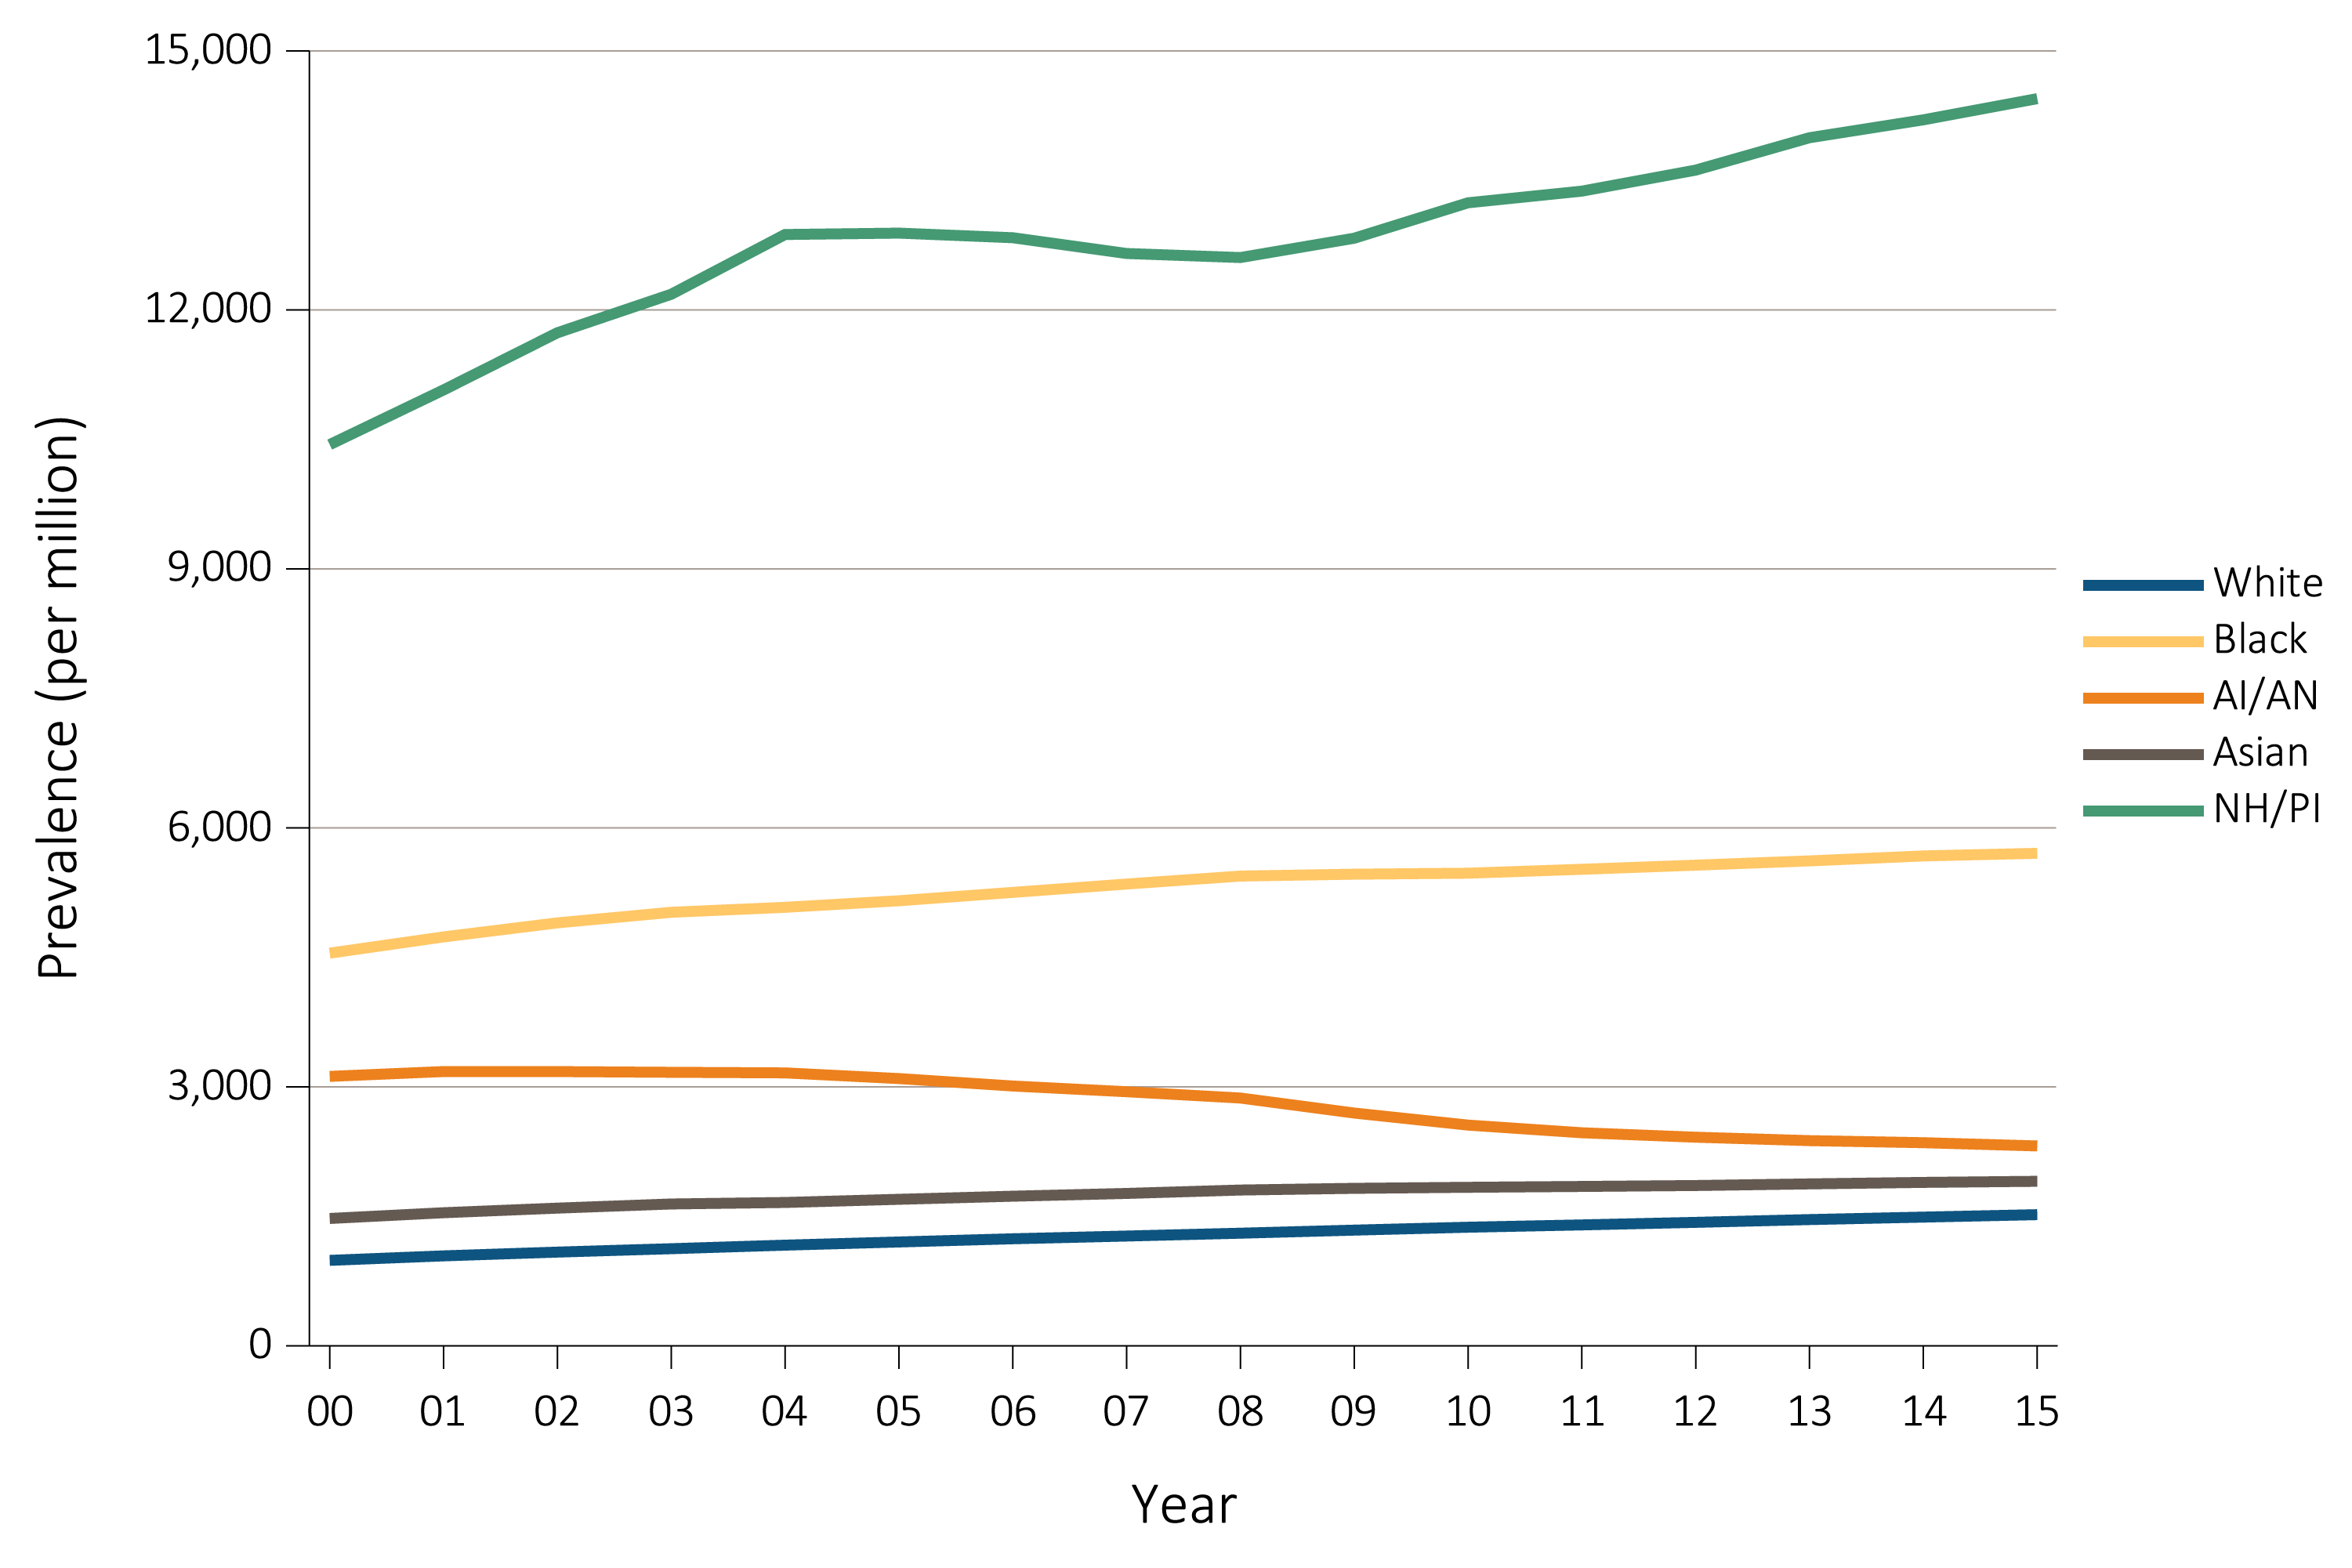 15,000
12,000
9,000
6,000
3,000
0
Prevalence (per million)
00 01 02 03 04 05 06 07 08 09 10 11 12 13 14 15
Year
White
Black
AI/AN
Asian
NH/PI